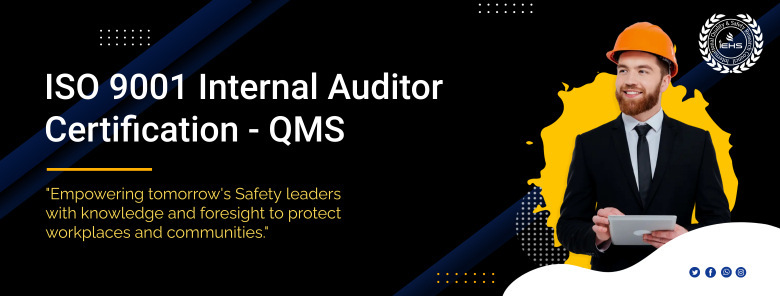 ISO 9001 Internal Auditor
Certification - QMS
"Empowering tomorrow's Safety leaders
with knowledge and foresight to protect
workplaces and communities."
IEHS